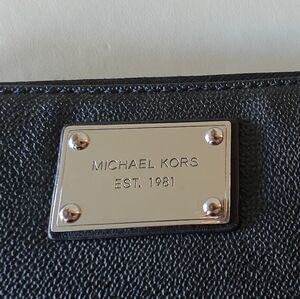 MICHAEL KORS
EST. 1981